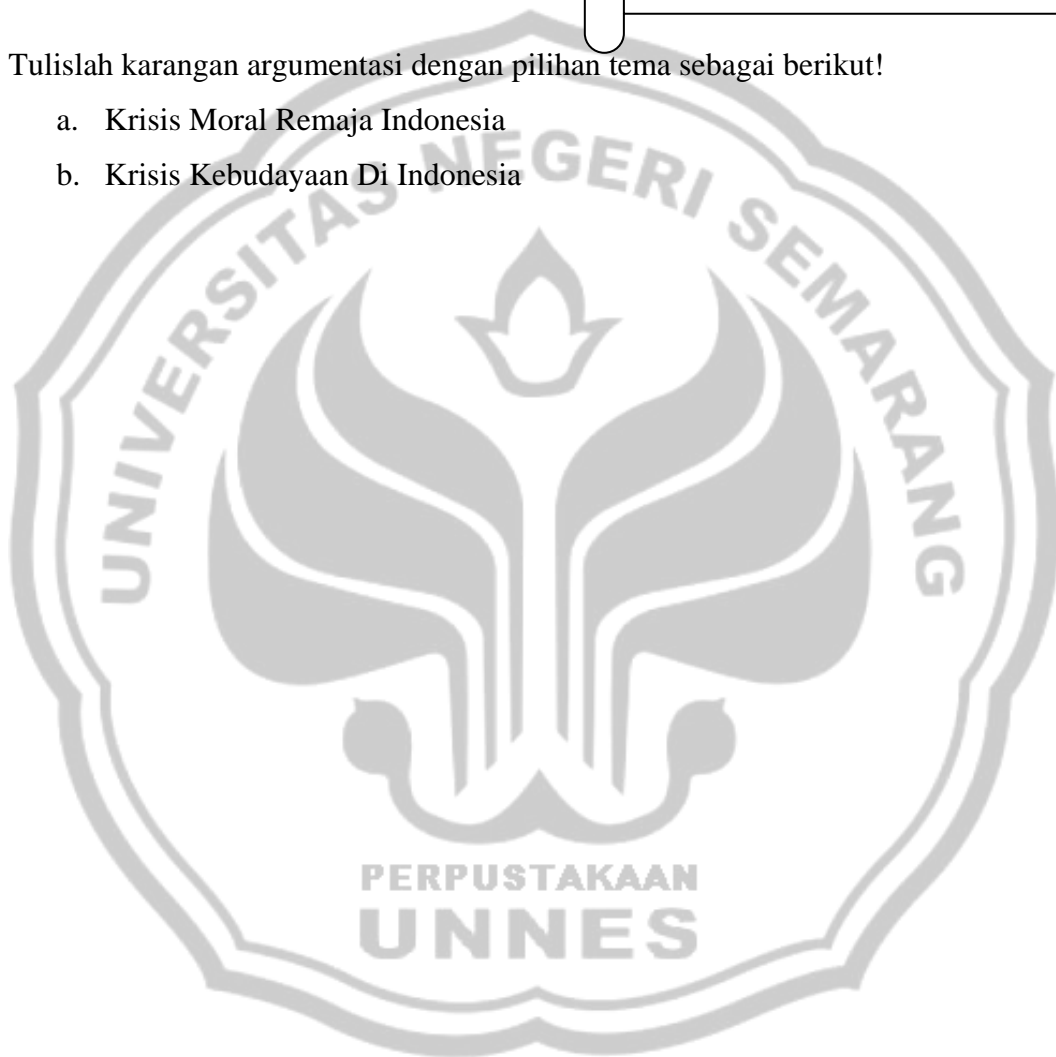 Tulislah karangan argumentasi dengan pilihan tema sebagai berikut!
a. Krisis Moral Remaja Indonesia
b. Krisis Kebudayaan Di Indonesia
UNIVERSITAS NEGERI SEMARANG
PERPUSTAKAAN
UNNES